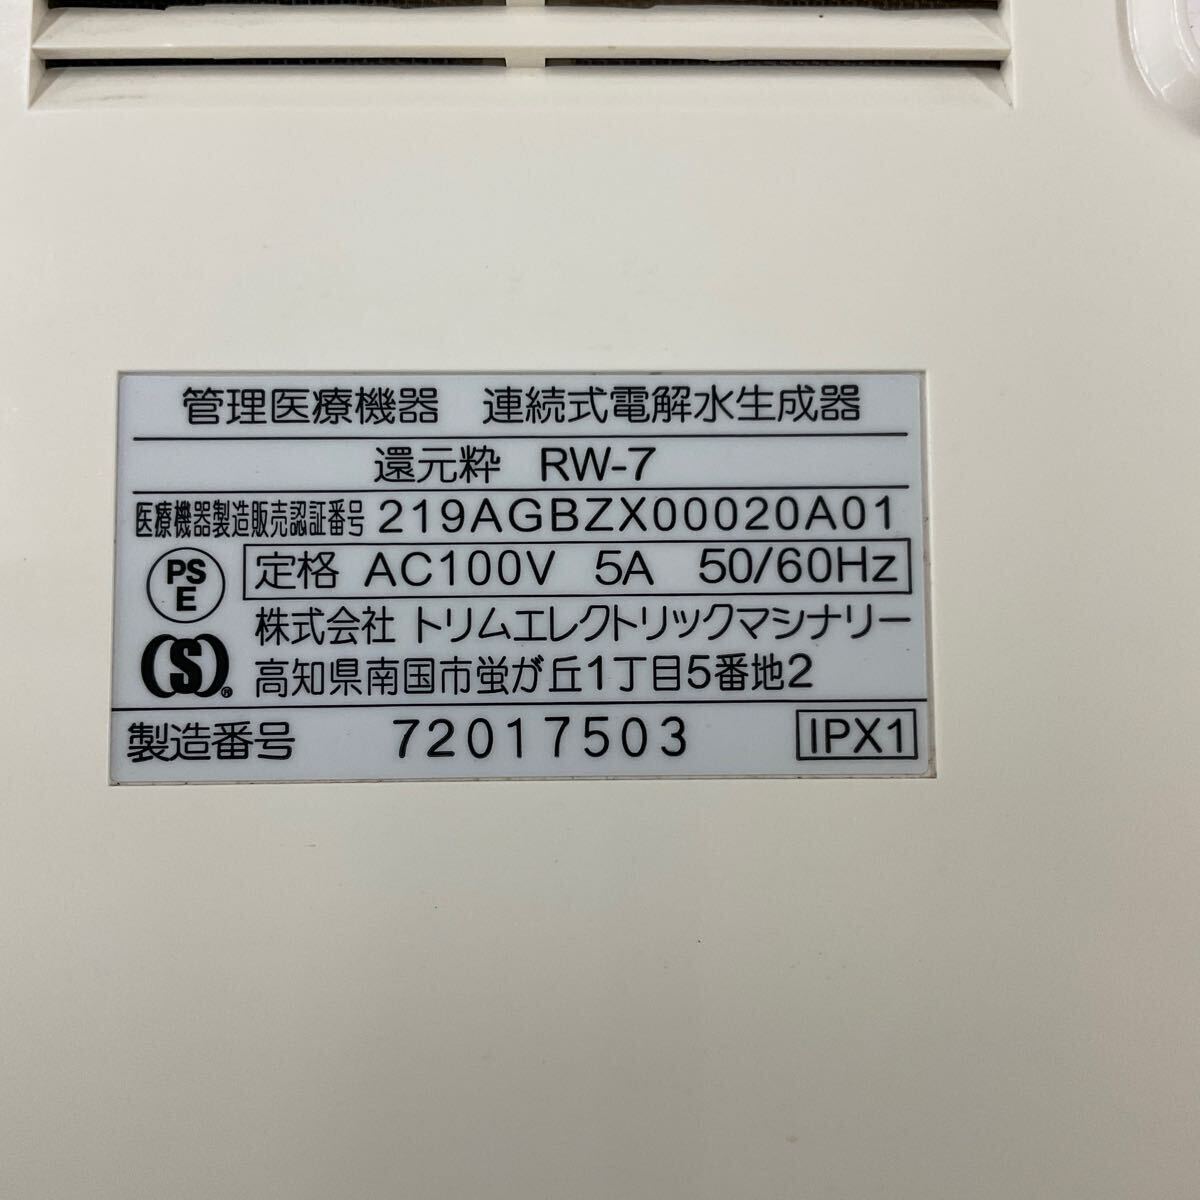 管理医療機器 連続式電解水生成器
還元粋 RW-7
医療機器製造販売認証番号 219AGBZX00020A01
PS
E
定格 AC100V 5A 50/60Hz
株式会社 トリムエレクトリックマシナリー
S®
高知県南国市蛍が丘1丁目5番地2
製造番号 72017503 IPX1